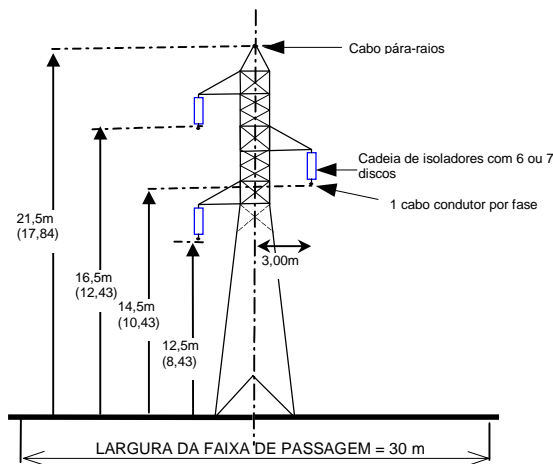 Cabo pára-raios
Cadeia de isoladores com 6 ou 7
discos
1 cabo condutor por fase
21,5m
(17,84)
3,00m
16,5m
(12,43)
14,5m
(10,43)
12,5m
(8,43)
LARGURA DA FAIXA DE PASSAGEM = 30 m